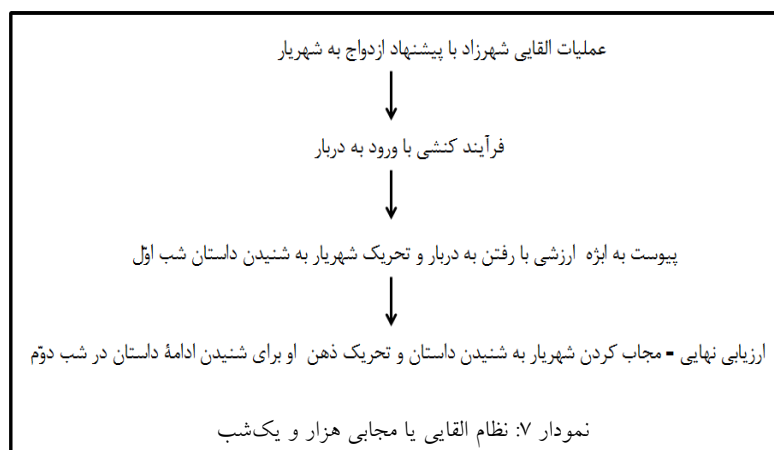 عملیات القایی شهرزاد با پیشنهاد ازدواج به شهریار
فرآیند کنشی با ورود به دربار
پیوست به ابژه ارزشی با رفتن به دربار و تحریک شهریار به شنیدن داستان شب اوّل
ارزیابی نهایی - مجاب کردن شهریار به شنیدن داستان و تحریک ذهن او برای شنیدن ادامهٔ داستان در شب دوّم
نمودار ۷: نظام القایی یا مجابی هزار و یک‌شب